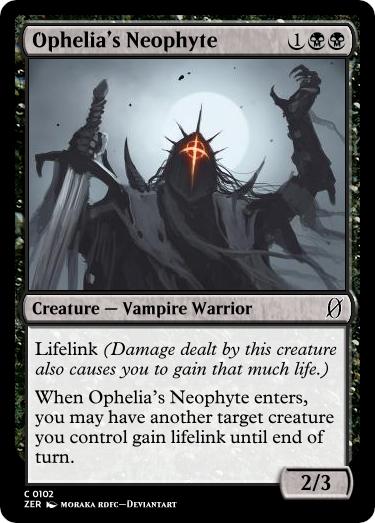 Ophelia's Neophyte 1
Creature — Vampire Warrior
Lifelink (Damage dealt by this creature
also causes you to gain that much life.)
When Ophelia's Neophyte enters,
you may have another target creature
you control gain lifelink until end of
turn.
2/3
C 0102
ZER MORAKA RDFC—DEVIANTART